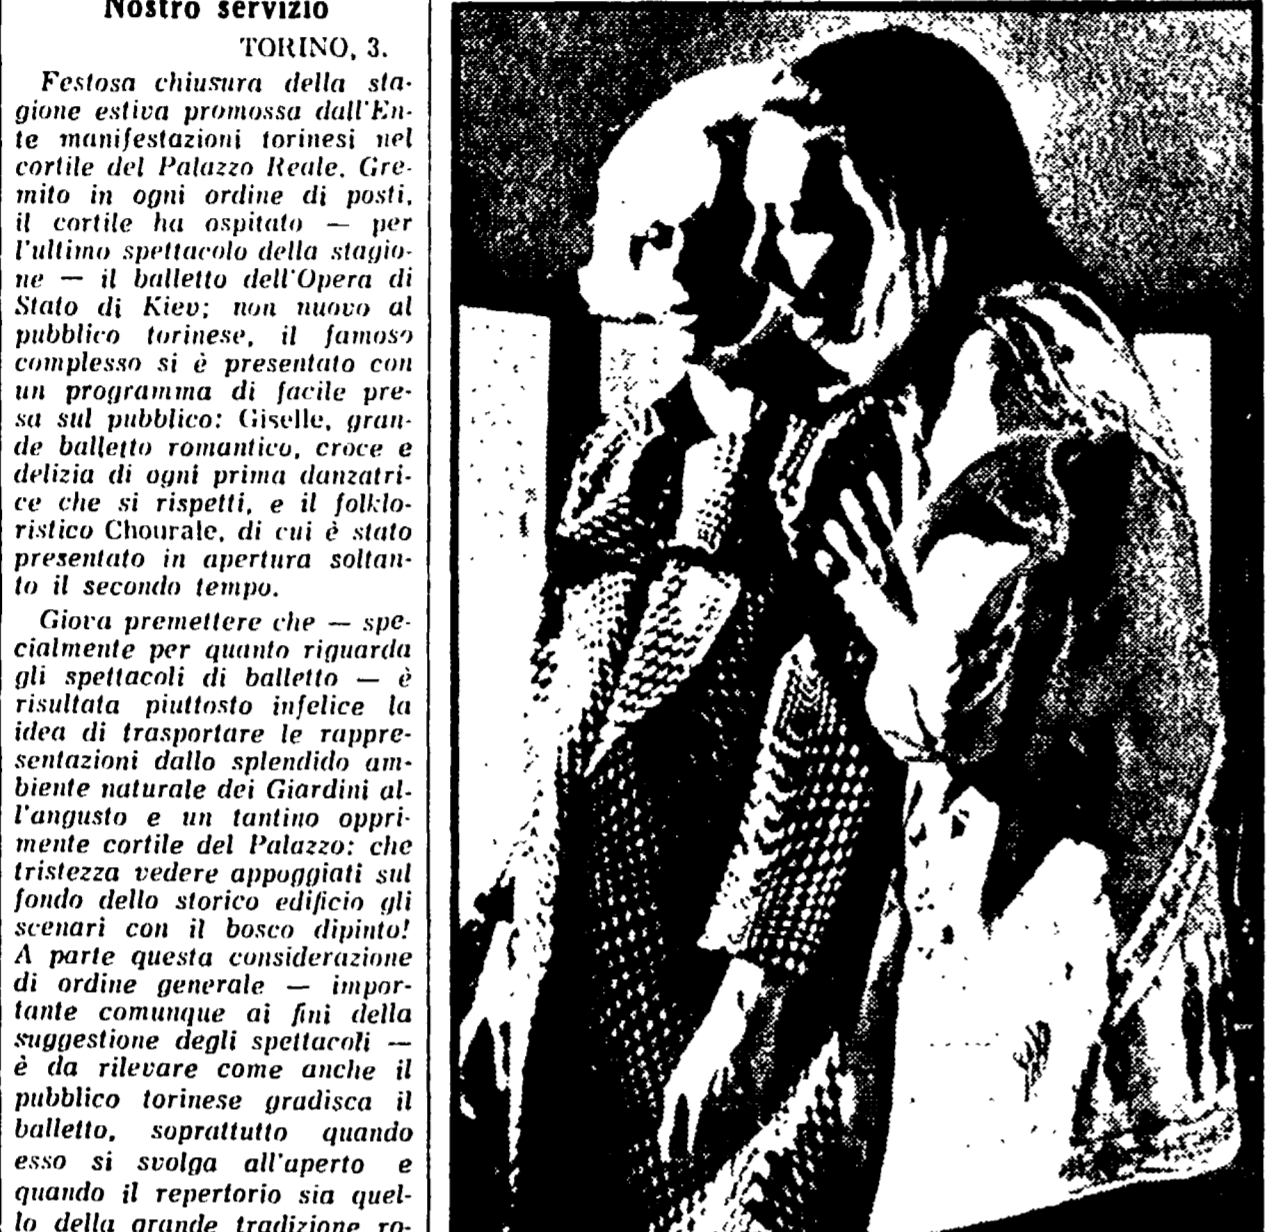 Nostro servizio
TORINO, 3.
Festosa chiusura della sta-
gione estiva promossa dall'En-
te manifestazioni torinesi nel
cortile del Palazzo Reale. Gre-
mito in ogni ordine di posti,
il cortile ha ospitato — per
l'ultimo spettacolo della stagio-
ne — il balletto dell'Opera di
Stato di Kiev; non nuovo al
pubblico torinese, il famoso
complesso si è presentato con
un programma di facile pre-
sa sul pubblico: Giselle, gran-
de balletto romantico, croce e
delizia di ogni prima danzatri-
ce che si rispetti, e il folklo-
ristico Chourale, di cui è stato
presentato in apertura soltan-
to il secondo tempo.
Giova premettere che — spe-
cialmente per quanto riguarda
gli spettacoli di balletto — è
risultata piuttosto infelice la
idea di trasportare le rappre-
sentazioni dallo splendido am-
biente naturale dei Giardini al-
l'angusto e un tantino oppri-
mente cortile del Palazzo: che
tristezza vedere appoggiati sul
fondo dello storico edificio gli
scenari con il bosco dipinto!
A parte questa considerazione
di ordine generale — impor-
tante comunque ai fini della
suggestione degli spettacoli —
è da rilevare come anche il
pubblico torinese gradisca il
balletto, soprattutto quando
esso si svolga all'aperto e
quando il repertorio sia quel-
lo della grande tradizione ro-